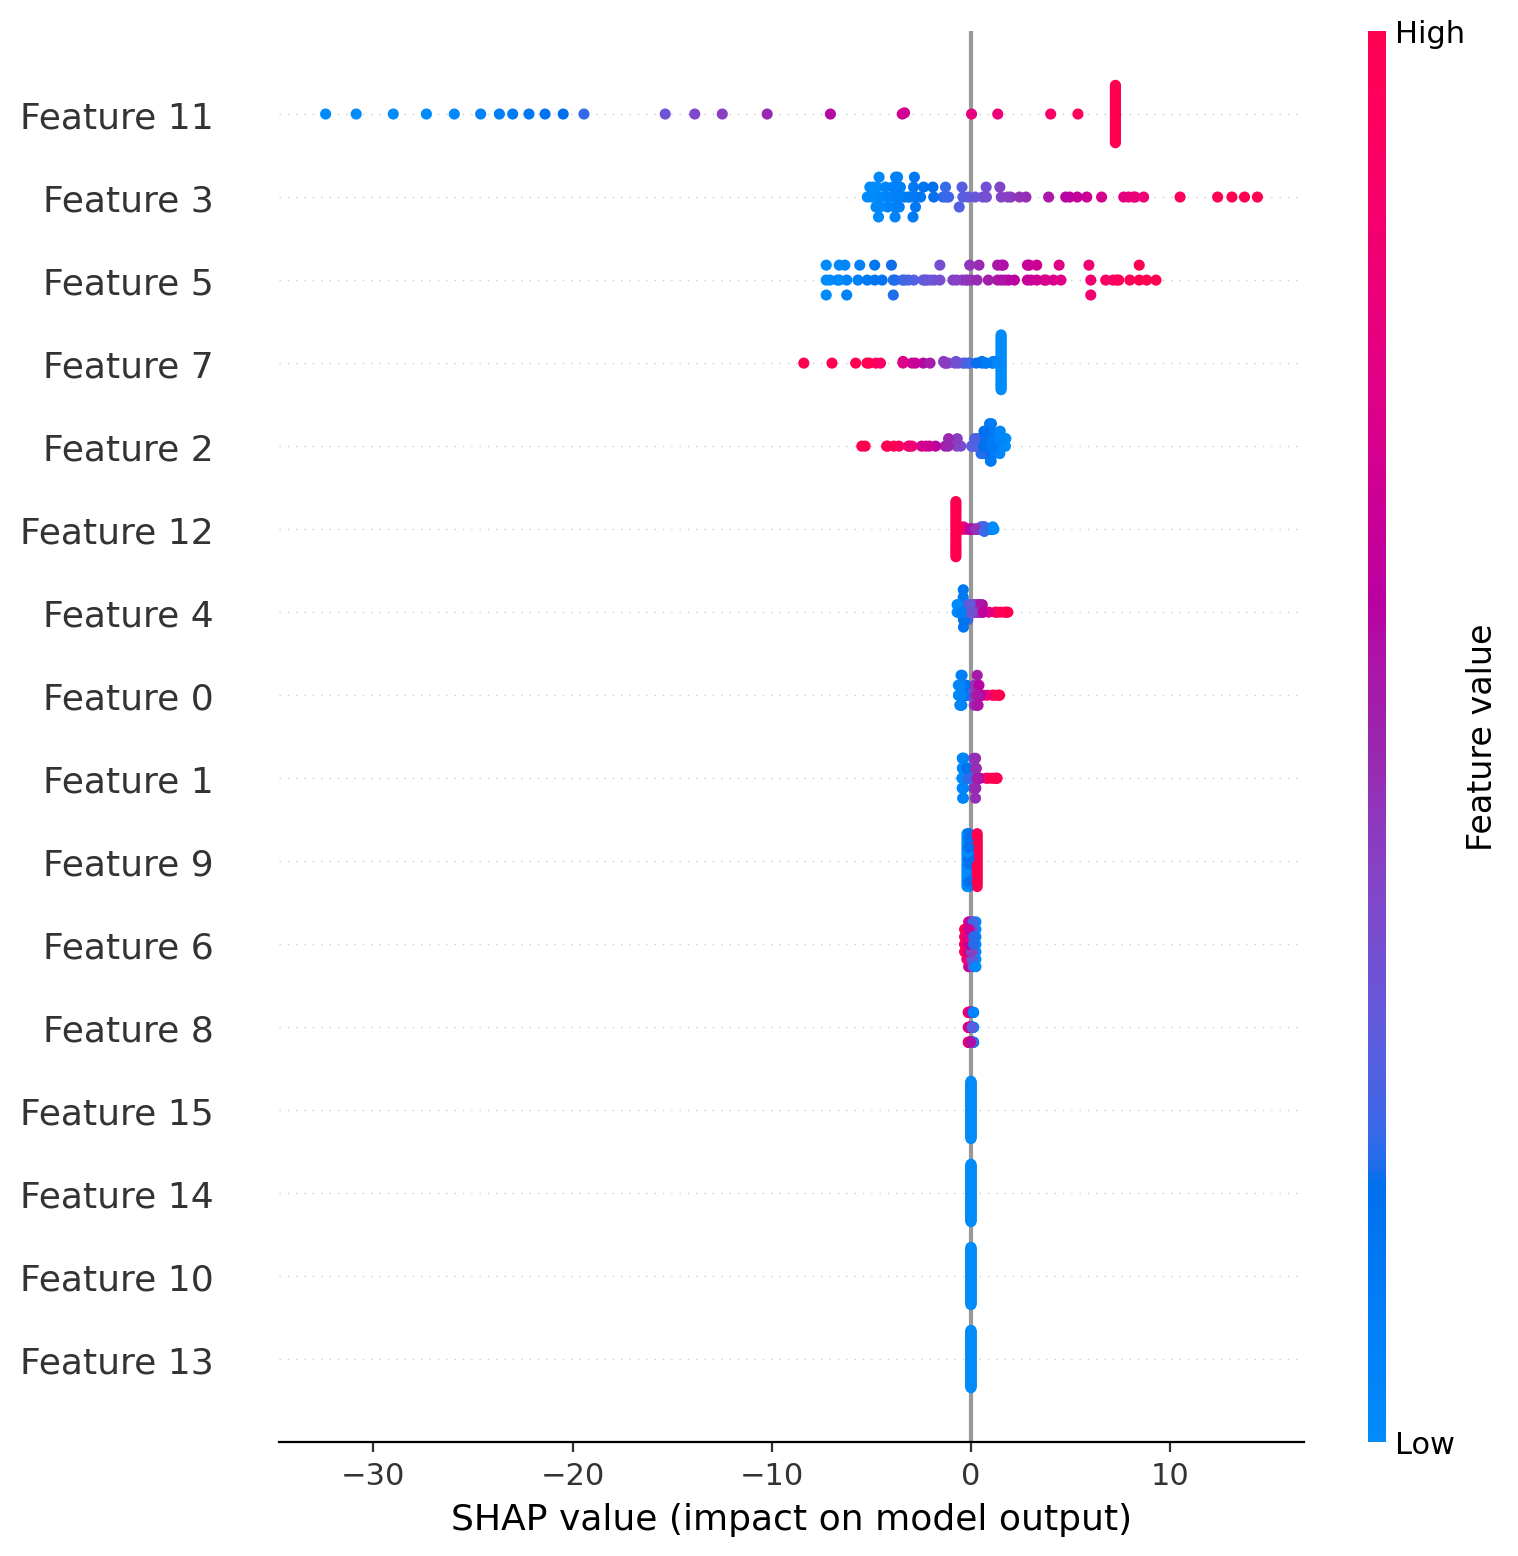 High
Feature 11
Feature 3
Feature 5
Feature 7
Feature 2
Feature 12
Feature 4
Feature 0
Feature 1
Feature 9
Feature 6
Feature 8
Feature 15
Feature 14
Feature 10
Feature 13
Feature value
Low
−30 −20 −10 0 10
SHAP value (impact on model output)